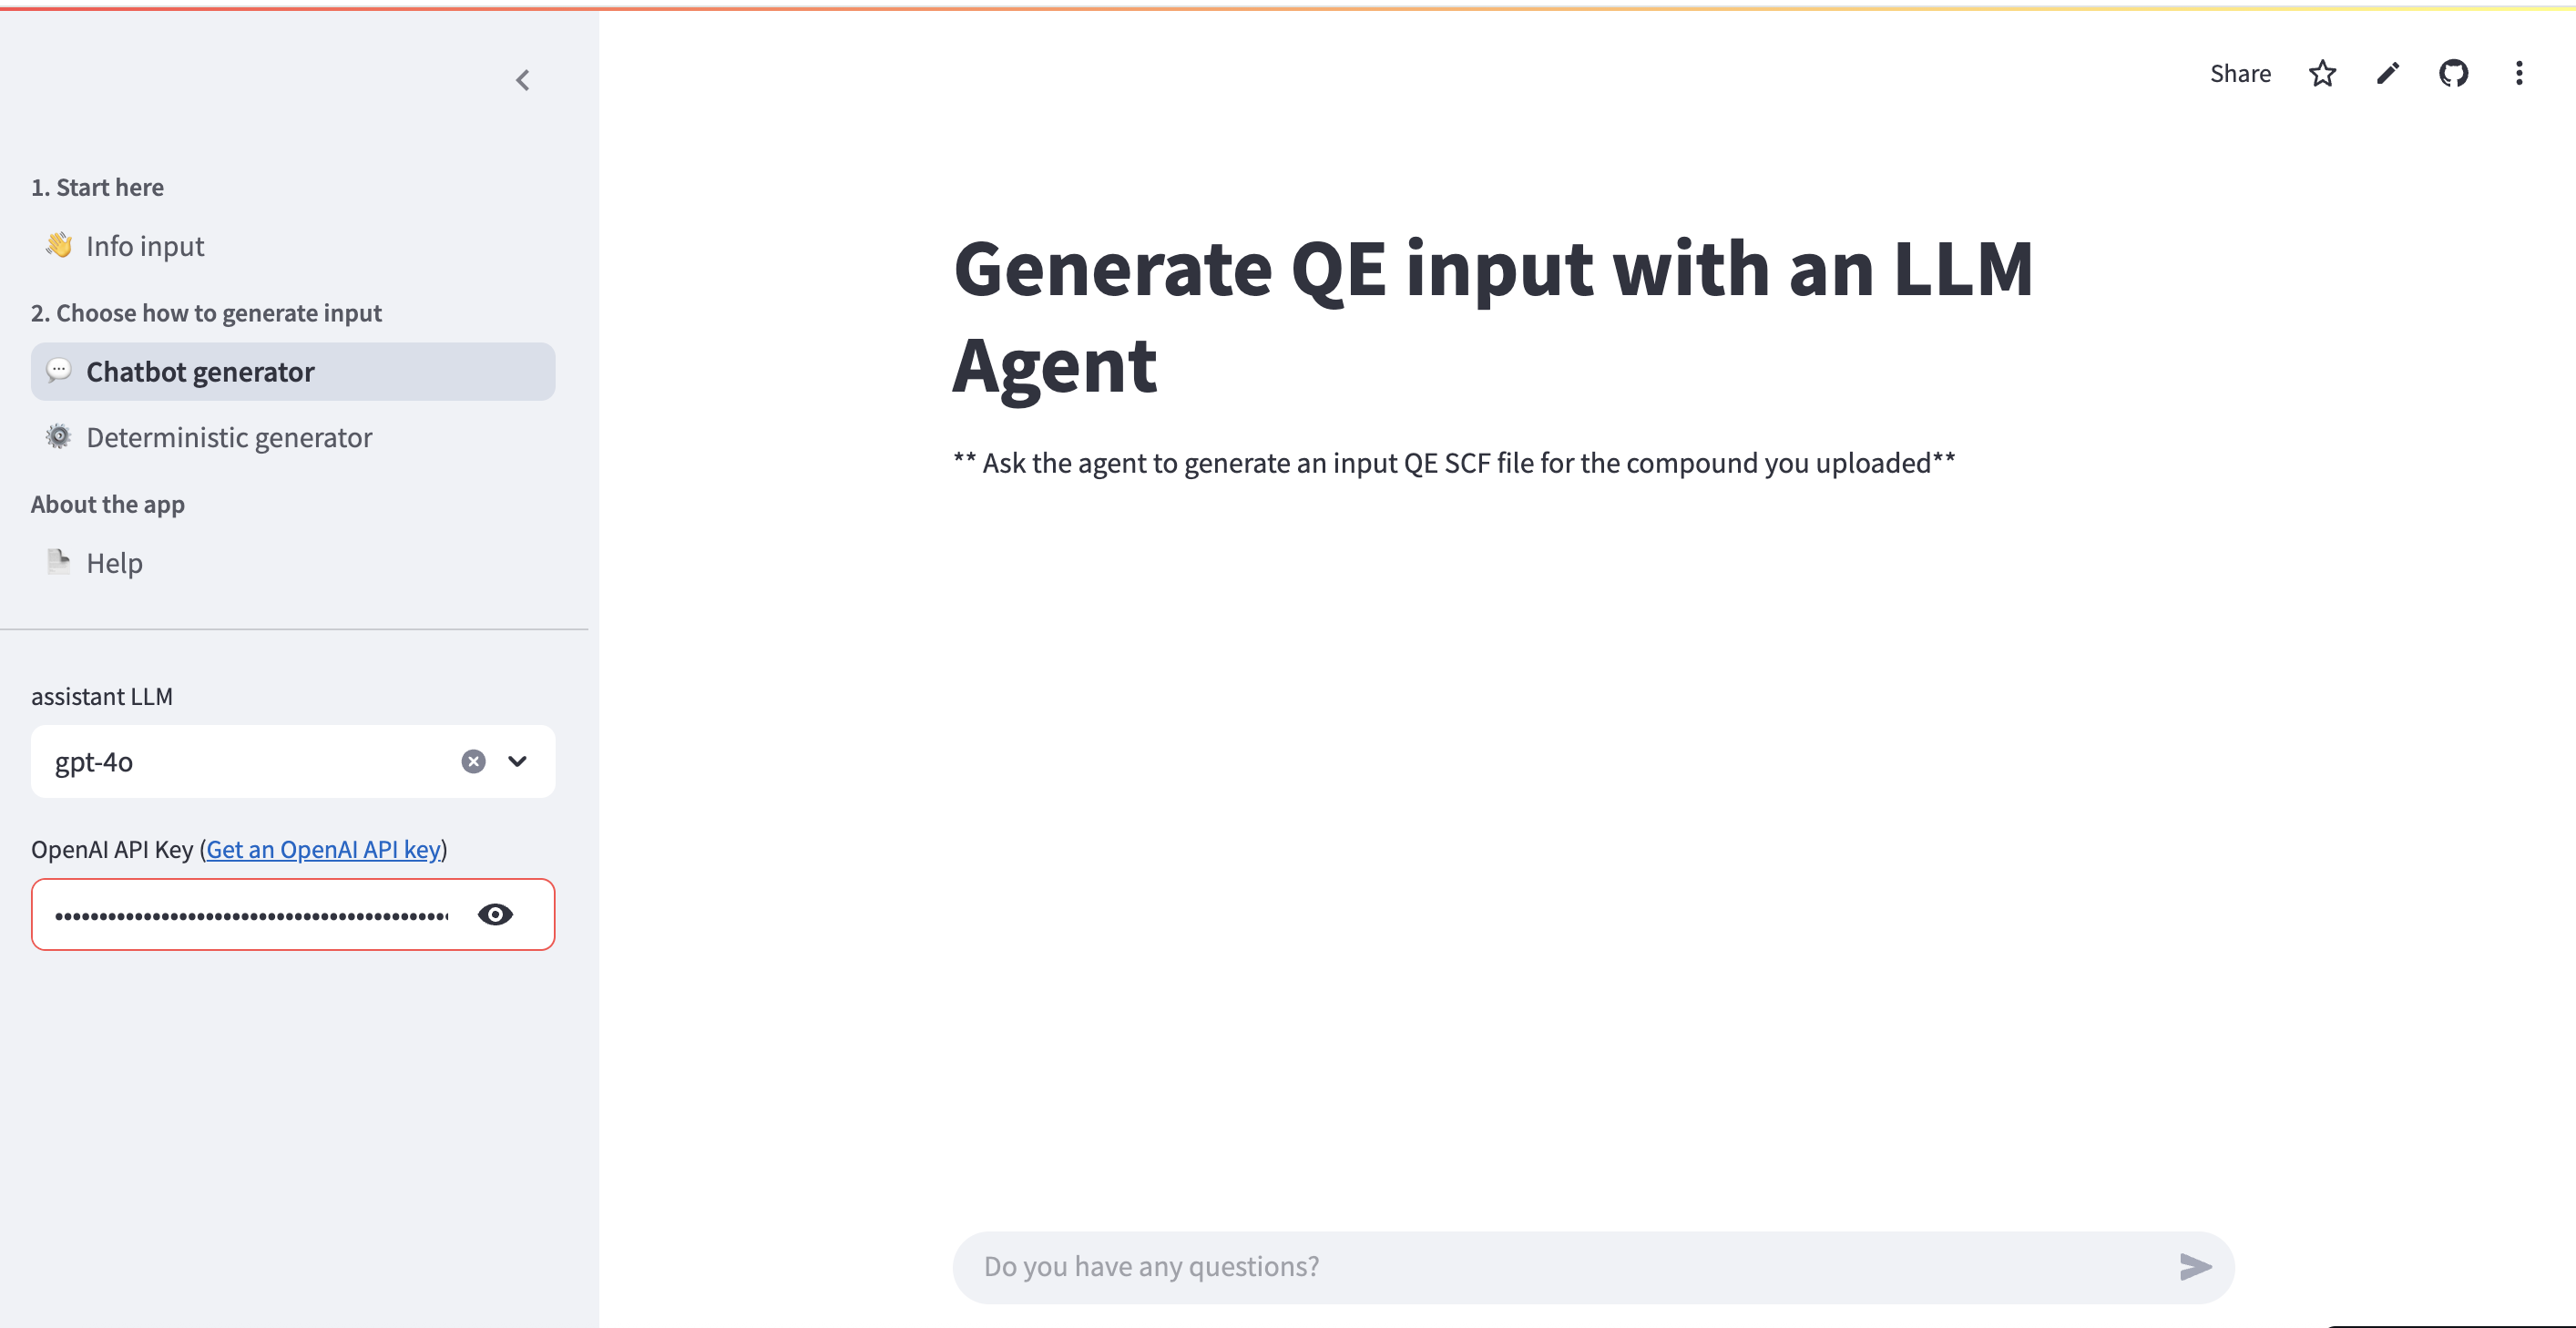 Share
1. Start here
Info input
2. Choose how to generate input
Chatbot generator
Deterministic generator
About the app
Help
assistant LLM
gpt-4o
OpenAI API Key (Get an OpenAI API key)
Generate QE input with an LLM
Agent
** Ask the agent to generate an input QE SCF file for the compound you uploaded**
Do you have any questions?